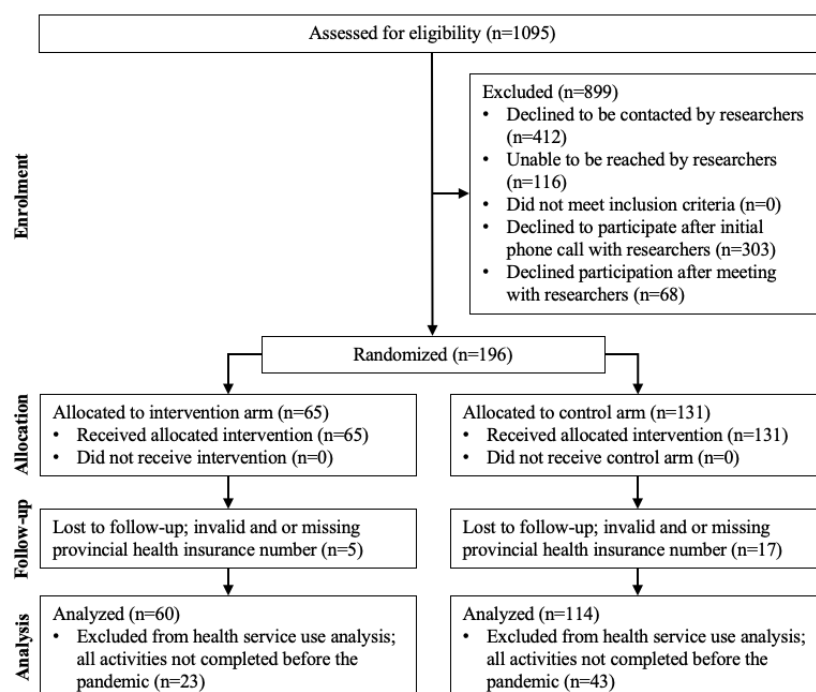 Assessed for eligibility (n=1095)
Enrolment
Excluded (n=899)
• Declined to be contacted by researchers
(n=412)
• Unable to be reached by researchers
(n=116)
• Did not meet inclusion criteria (n=0)
• Declined to participate after initial
phone call with researchers (n=303)
• Declined participation after meeting
with researchers (n=68)
Randomized (n=196)
Allocation
Allocated to intervention arm (n=65)
• Received allocated intervention (n=65)
• Did not receive intervention (n=0)
Allocated to control arm (n=131)
• Received allocated intervention (n=131)
• Did not receive control arm (n=0)
Follow-up
Lost to follow-up; invalid and or missing
provincial health insurance number (n=5)
Lost to follow-up; invalid and or missing
provincial health insurance number (n=17)
Analysis
Analyzed (n=60)
• Excluded from health service use analysis;
all activities not completed before the
pandemic (n=23)
Analyzed (n=114)
• Excluded from health service use analysis;
all activities not completed before the
pandemic (n=43)